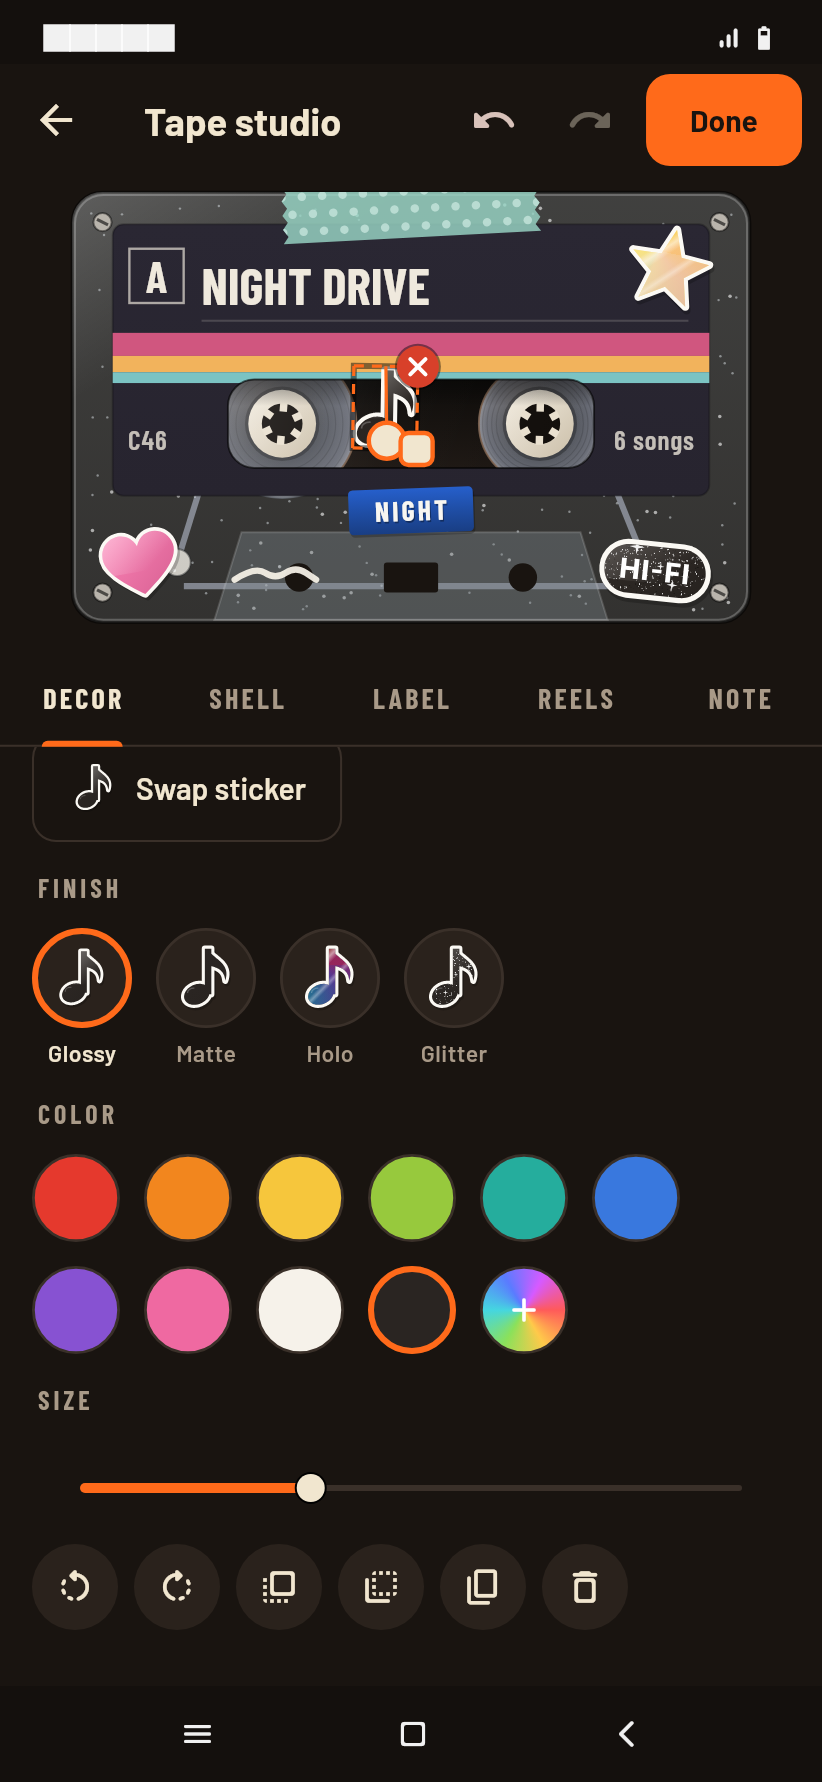 Tape studio
Done
A
NIGHT DRIVE
C46
6 songs
NIGHT
HI-FI
DECOR
SHELL
LABEL
REELS
NOTE
Swap sticker
FINISH
Glossy
Matte
Holo
Glitter
COLOR
SIZE